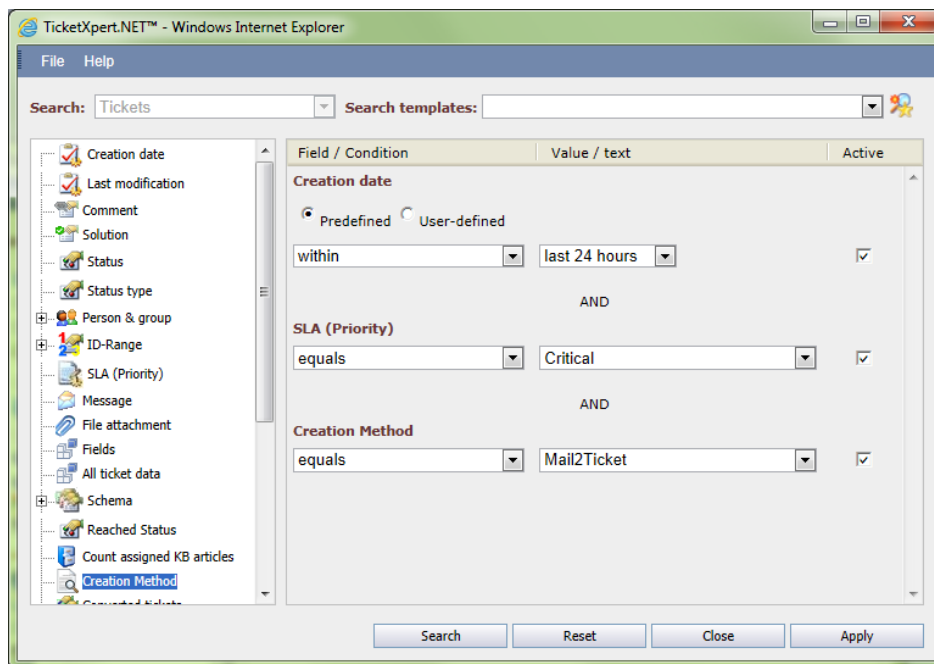 TicketXpert.NET™ - Windows Internet Explorer
File Help
Search: Tickets Search templates:
Creation date
Last modification
Comment
Solution
Status
Status type
Person & group
ID-Range
SLA (Priority)
Message
File attachment
Fields
All ticket data
Schema
Reached Status
Count assigned KB articles
Creation Method
Converted tickets
Field / Condition Value / text Active
Creation date
Predefined User-defined
within last 24 hours
AND
SLA (Priority)
equals Critical
AND
Creation Method
equals Mail2Ticket
Search Reset Close Apply